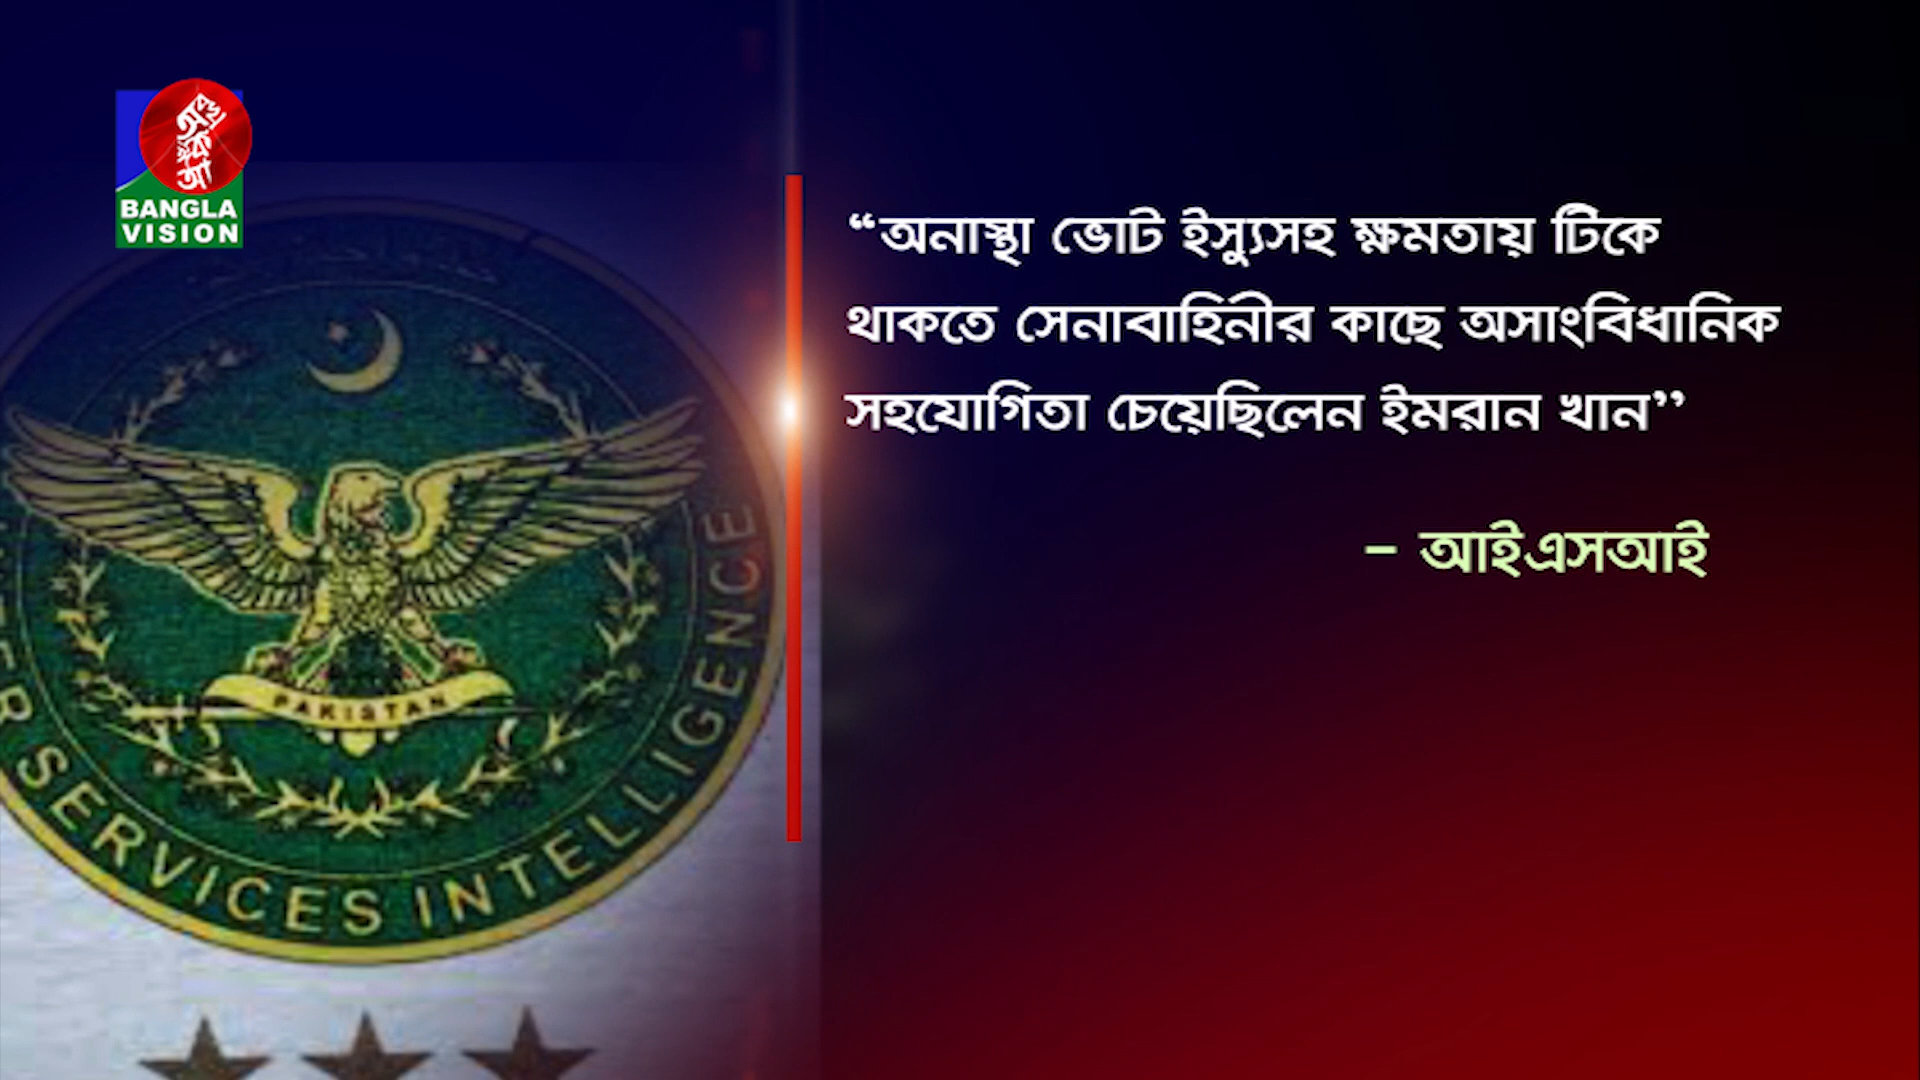 BANGLA
VISION
“অনাস্থা ভোট ইস্যুসহ ক্ষমতায় টিকে
থাকতে সেনাবাহিনীর কাছে অসাংবিধানিক
সহযোগিতা চেয়েছিলেন ইমরান খান’’
– আইএসআই
PAKISTAN
SERVICES INTELLIGENCE